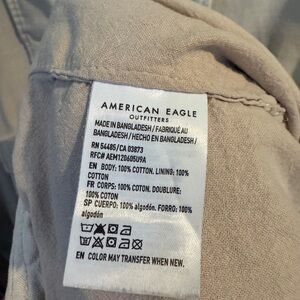 AMERICAN EAGLE
OUTFITTERS
MADE IN BANGLADESH / FABRIQUÉ AU
BANGLADESH / HECHO EN BANGLADESH /
RN 54485 / CA 03873
RFC# AEM120605U9A
EN BODY: 100% COTTON. LINING: 100%
COTTON
FR CORPS: 100% COTON. DOUBLURE:
100% COTON
SP CUERPO: 100% algodón. FORRO: 100%
algodón
EN COLOR MAY TRANSFER WHEN NEW.